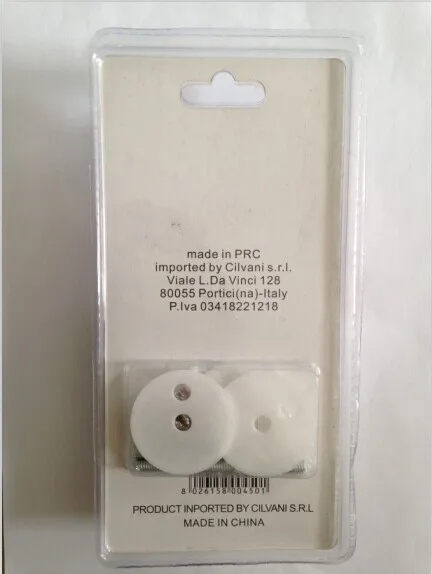 made in PRC
imported by Cilvani s.r.l.
Viale L.Da Vinci 128
80055 Portici(na)-Italy
P.Iva 03418221218
8 026158 004501
PRODUCT INPORTED BY CILVANI S.R.L
MADE IN CHINA